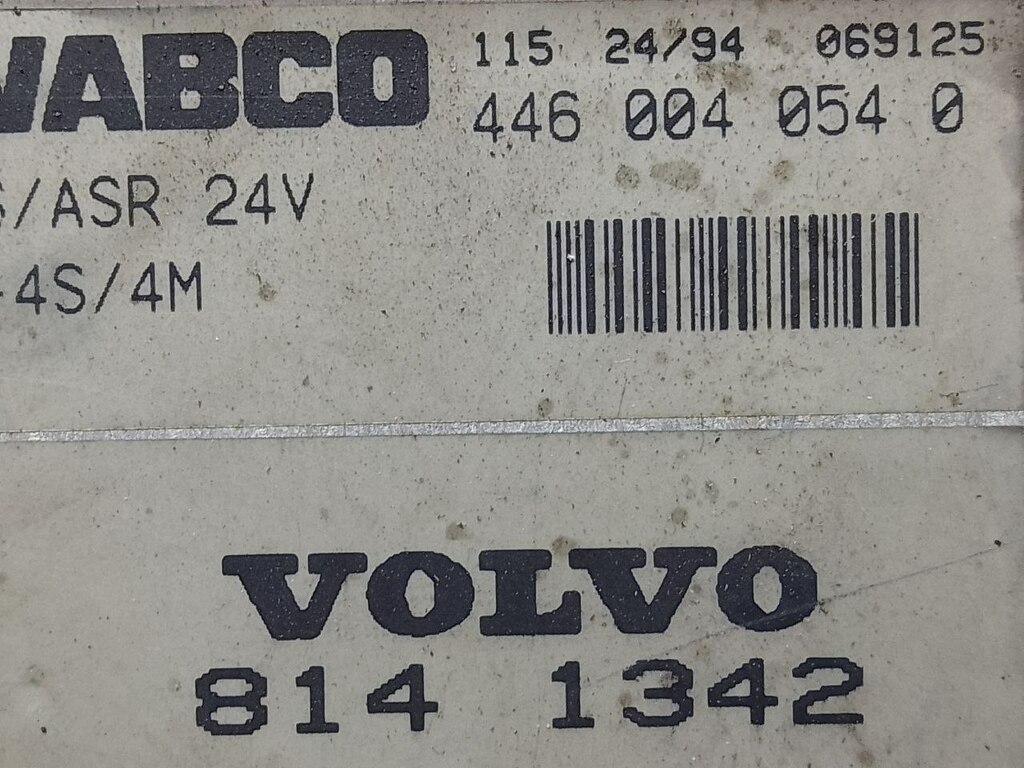 WABCO 115 24/94 069125
446 004 054 0
S/ASR 24V
-4S/4M
VOLVO
814 1342